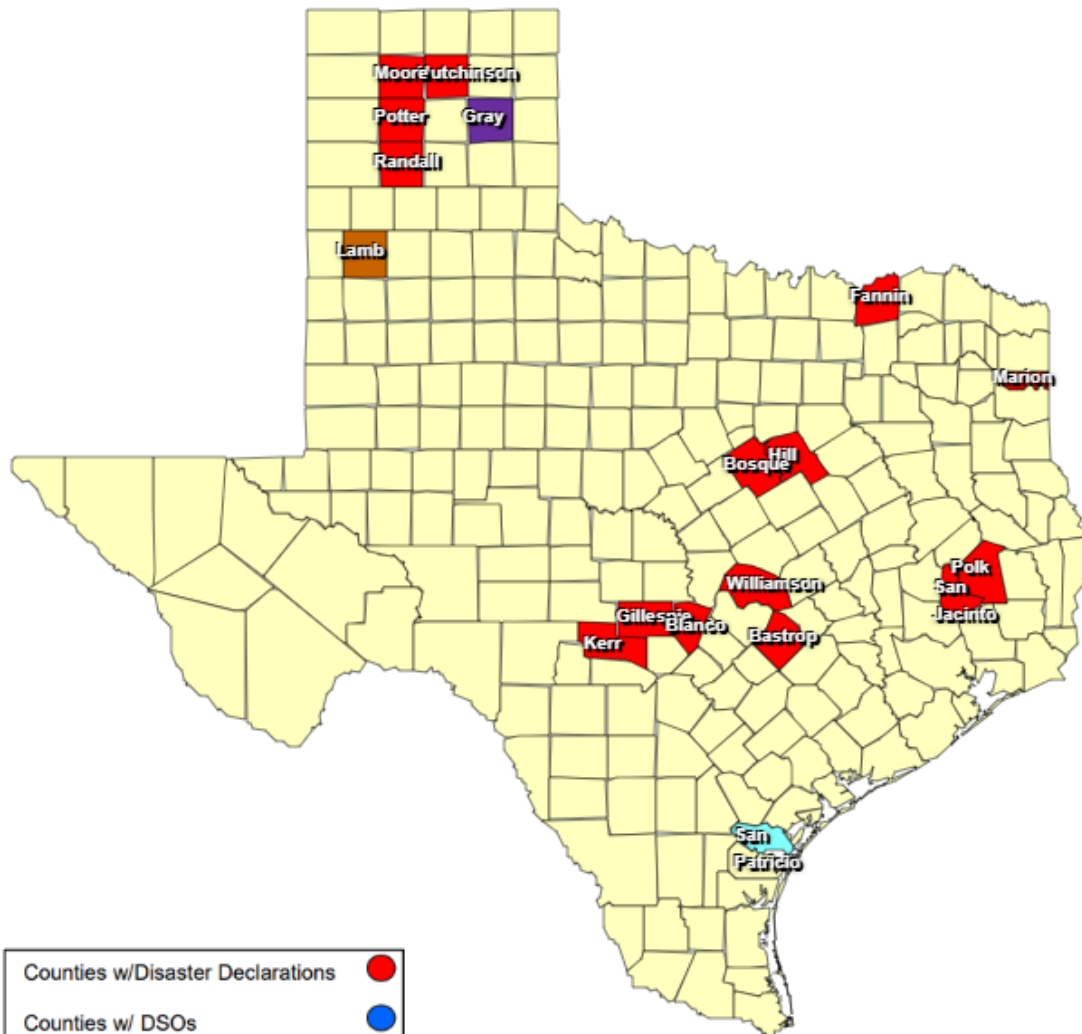 Moore
Hutchinson
Potter
Gray
Randall
Lamb
Fannin
Marion
Hill
Bosque
Polk
Williamson
San
Jacinto
Gillespie
Blanco
Bastrop
Kerr
San
Patricio
Counties w/Disaster Declarations
Counties w/ DSOs